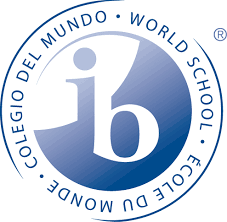 COLEGIO DEL MUNDO · WORLD SCHOOL · ÉCOLE DU MONDE ·
ib
®